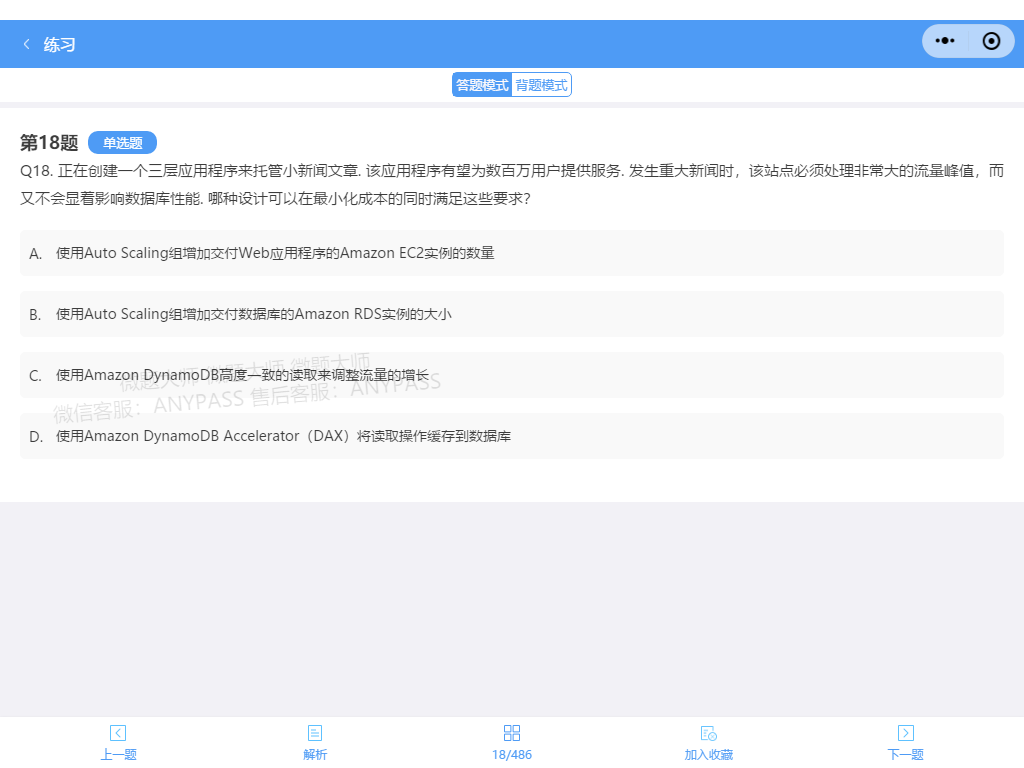 练习
答题模式 背题模式
第18题 单选题
Q18. 正在创建一个三层应用程序来托管小新闻文章. 该应用程序有望为数百万用户提供服务. 发生重大新闻时，该站点必须处理非常大的流量峰值，而
又不会显着影响数据库性能. 哪种设计可以在最小化成本的同时满足这些要求？
A. 使用Auto Scaling组增加交付Web应用程序的Amazon EC2实例的数量
B. 使用Auto Scaling组增加交付数据库的Amazon RDS实例的大小
C. 使用Amazon DynamoDB高度一致的读取来调整流量的增长
微题大师 微题大师 微题大师
微信客服：ANYPASS 售后客服：ANYPASS
D. 使用Amazon DynamoDB Accelerator（DAX）将读取操作缓存到数据库
上一题 解析 18/486 加入收藏 下一题